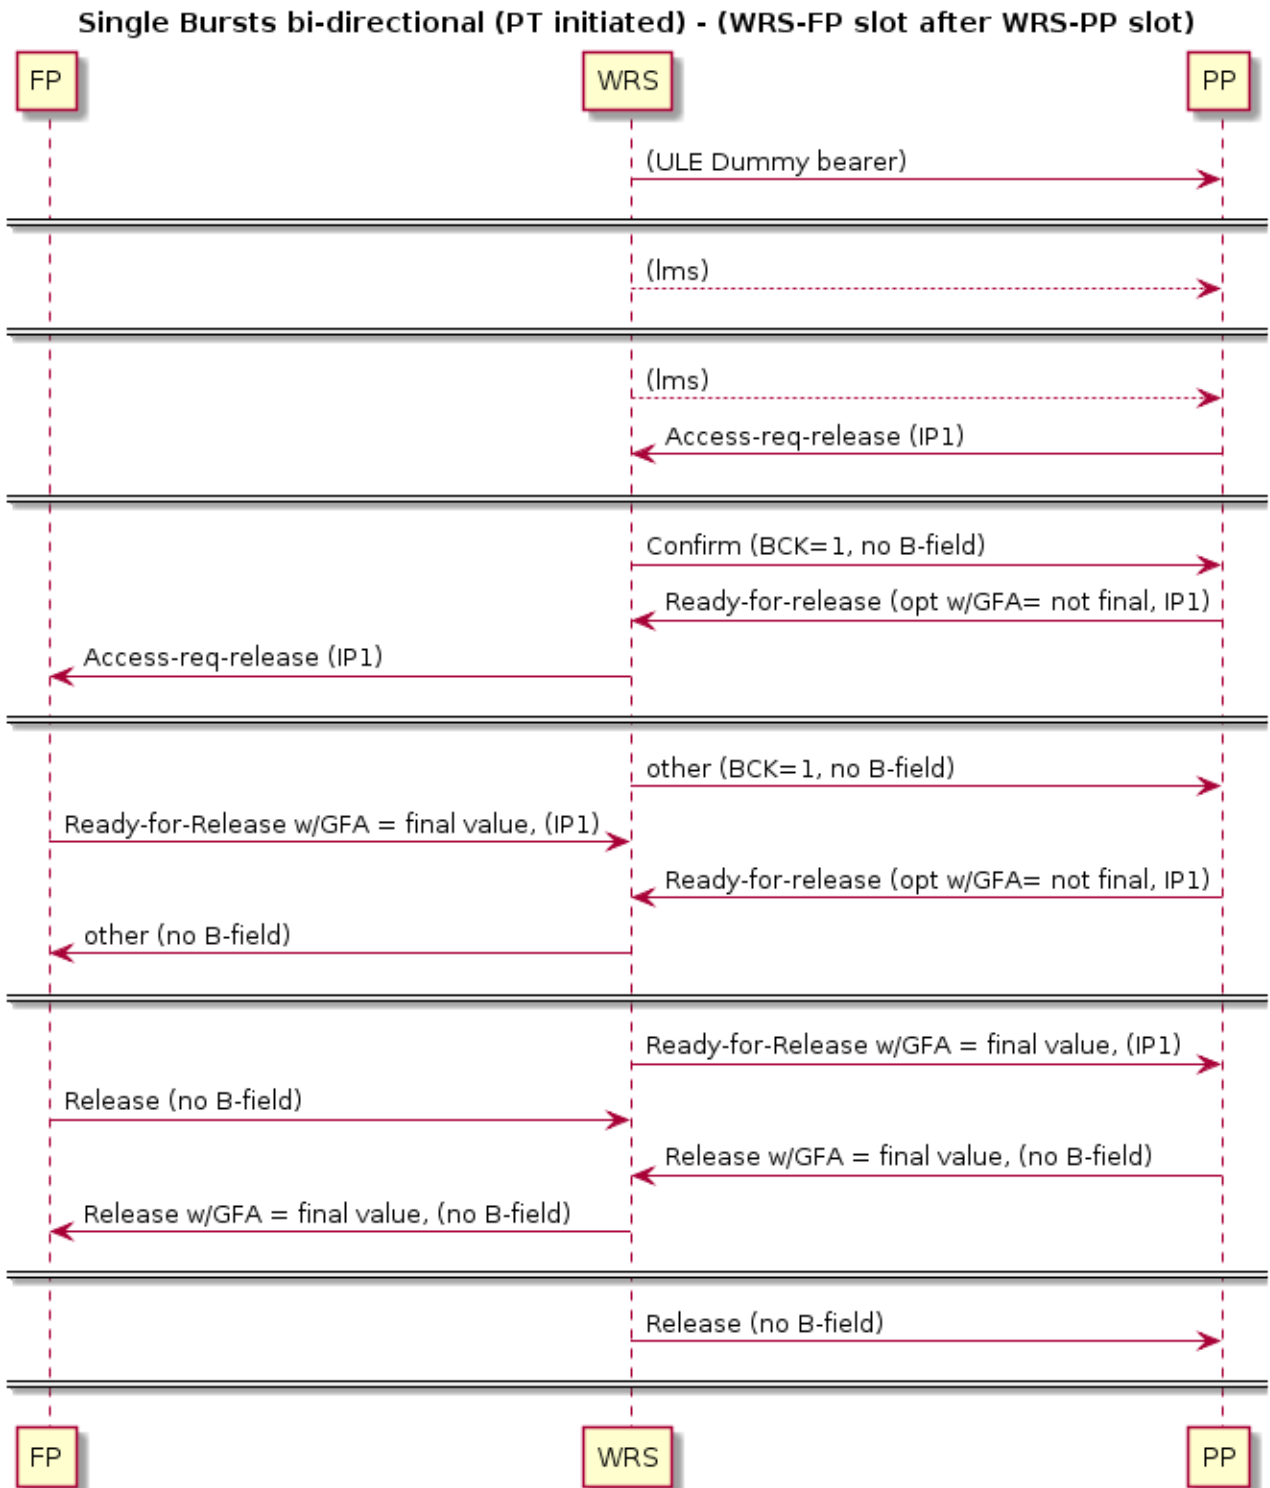 Single Bursts bi-directional (PT initiated) - (WRS-FP slot after WRS-PP slot)
FP WRS PP
(ULE Dummy bearer)
(lms)
(lms)
Access-req-release (IP1)
Confirm (BCK=1, no B-field)
Ready-for-release (opt w/GFA= not final, IP1)
Access-req-release (IP1)
other (BCK=1, no B-field)
Ready-for-Release w/GFA = final value, (IP1)
Ready-for-release (opt w/GFA= not final, IP1)
other (no B-field)
Ready-for-Release w/GFA = final value, (IP1)
Release (no B-field)
Release w/GFA = final value, (no B-field)
Release w/GFA = final value, (no B-field)
Release (no B-field)
FP WRS PP